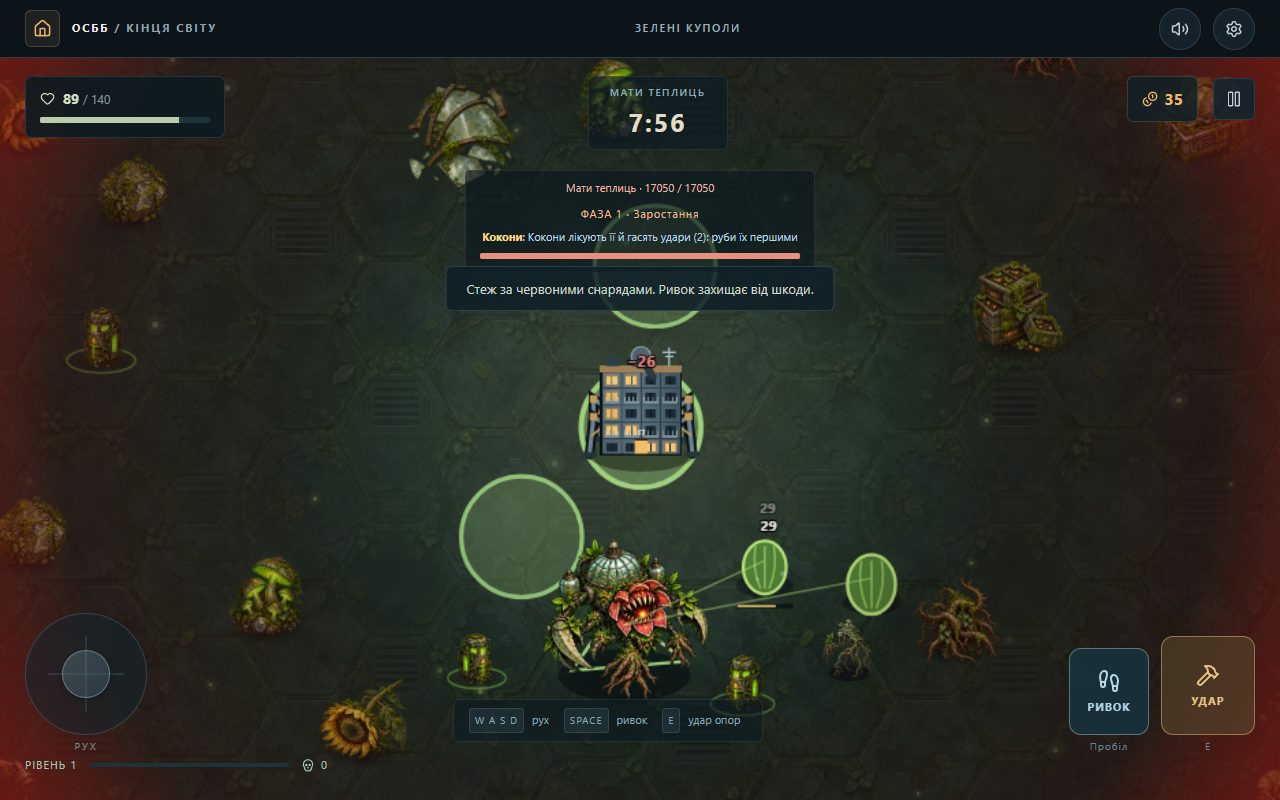 ОСББ / КІНЦЯ СВІТУ
ЗЕЛЕНІ КУПОЛИ
89 / 140
МАТИ ТЕПЛИЦЬ
7:56
35
Мати теплиць · 17050 / 17050
ФАЗА 1 · Заростання
Кокони: Кокони лікують її й гасять удари (2): руби їх першими
Стеж за червоними снарядами. Ривок захищає від шкоди.
-26
17
29
29
W A S D рух SPACE ривок E удар опор
РУХ
РІВЕНЬ 1
0
РИВОК
Пробіл
УДАР
E